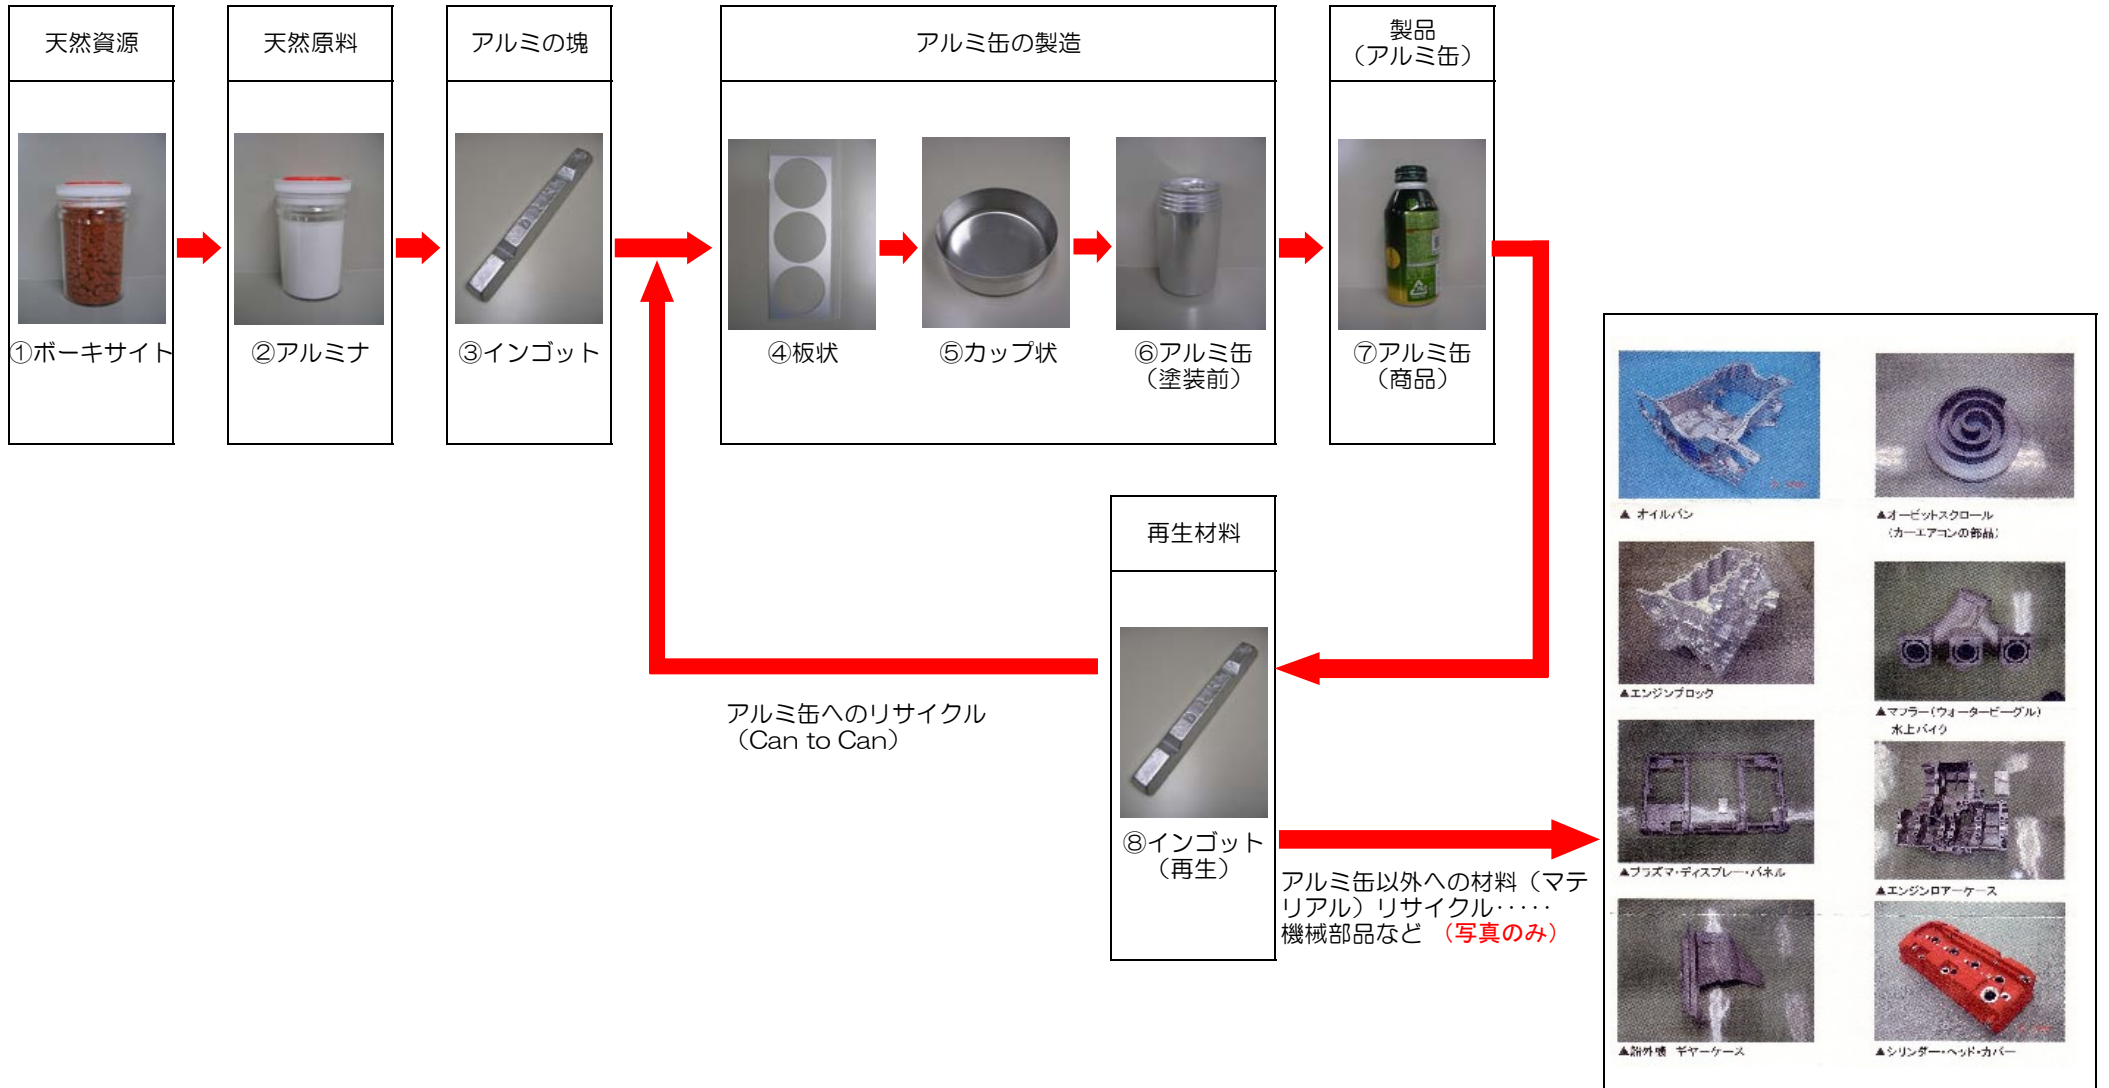 天然資源
天然原料
アルミの塊
アルミ缶の製造
製品
（アルミ缶）
①ボーキサイト
②アルミナ
③インゴット
④板状
⑤カップ状
⑥アルミ缶
（塗装前）
⑦アルミ缶
（商品）
再生材料
⑧インゴット
（再生）
アルミ缶へのリサイクル
（Can to Can）
アルミ缶以外への材料（マテ
リアル）リサイクル‥‥‥
機械部品など （写真のみ）
▲ オイルパン
▲オービットスクロール
（カーエアコンの部品）
▲エンジンブロック
▲マフラー(ウォータービーグル)
水上バイク
▲プラズマ・ディスプレー・パネル
▲エンジンロアーケース
▲船外機 ギヤーケース
▲シリンダー・ヘッド・カバー